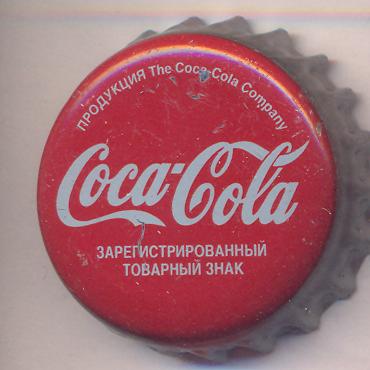 ПРОДУКЦИЯ The Coca-Cola Company
Coca-Cola
ЗАРЕГИСТРИРОВАННЫЙ
ТОВАРНЫЙ ЗНАК